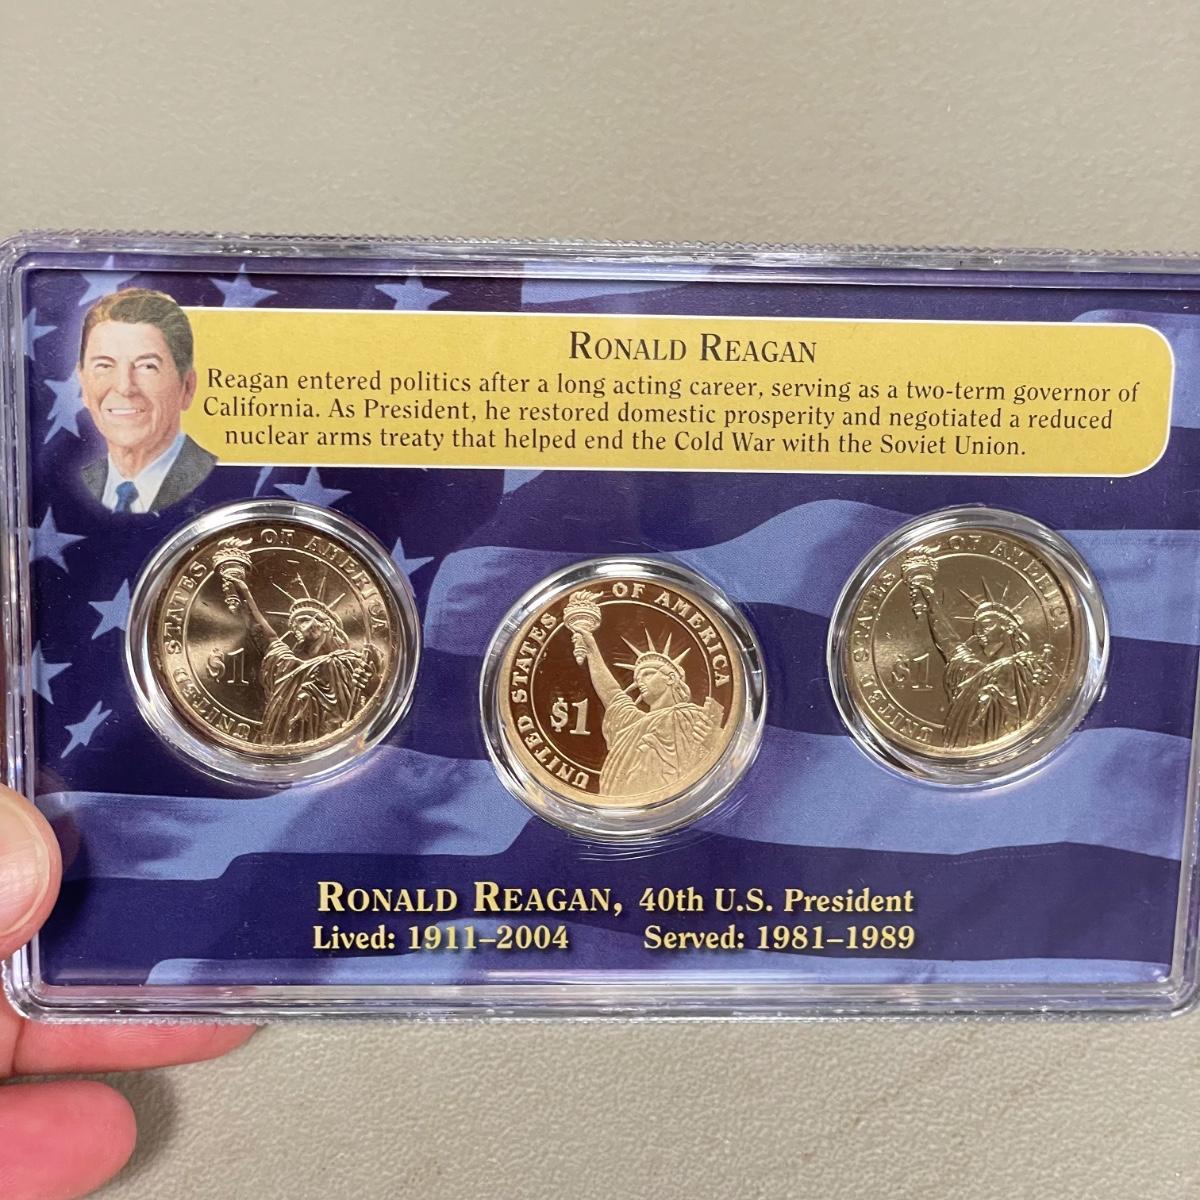 RONALD REAGAN
Reagan entered politics after a long acting career, serving as a two-term governor of
California. As President, he restored domestic prosperity and negotiated a reduced
nuclear arms treaty that helped end the Cold War with the Soviet Union.
UNITED STATES OF AMERICA
$1
UNITED STATES OF AMERICA
$1
UNITED STATES OF AMERICA
$1
RONALD REAGAN, 40th U.S. President
Lived: 1911–2004 Served: 1981–1989